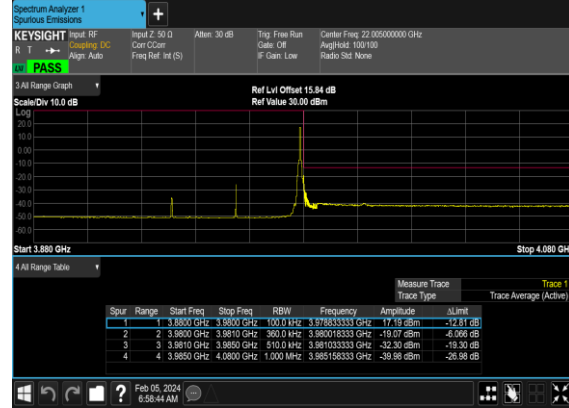 Spectrum Analyzer 1
Spurious Emissions
KEYSIGHT Input: RF Input Z: 50 Ω Atten: 30 dB Trig: Free Run Center Freq: 22.005000000 GHz
R T Coupling: DC Corr CCorr Gate: Off Avg|Hold: 100/100
Align: Auto Freq Ref: Int (S) IF Gain: Low Radio Std: None
PASS
3 All Range Graph
Ref Lvl Offset 15.84 dB
Scale/Div 10.0 dB Ref Value 30.00 dBm
Log
20.0
10.0
0.00
-10.0
-20.0
-30.0
-40.0
-50.0
-60.0
Start 3.880 GHz Stop 4.080 GH
4 All Range Table
Measure Trace Trace 1
Trace Type Trace Average (Active)
Spur Range Start Freq Stop Freq RBW Frequency Amplitude ΔLimit
1 1 3.8800 GHz 3.9800 GHz 100.0 kHz 3.978833333 GHz 17.19 dBm -12.81 dB
2 2 3.9800 GHz 3.9810 GHz 360.0 kHz 3.980018333 GHz -19.07 dBm -6.066 dB
3 3 3.9810 GHz 3.9850 GHz 510.0 kHz 3.981033333 GHz -32.30 dBm -19.30 dB
4 4 3.9850 GHz 4.0800 GHz 1.000 MHz 3.985158333 GHz -39.98 dBm -26.98 dB
Feb 05, 2024
6:58:44 AM